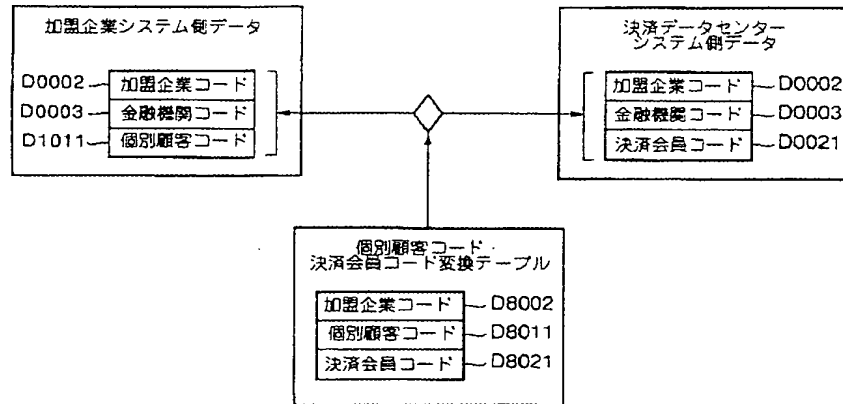 加盟企業システム側データ
D0002 加盟企業コード
D0003 金融機関コード
D1011 個別顧客コード
決済データセンター
システム側データ
加盟企業コード D0002
金融機関コード D0003
決済会員コード D0021
個別顧客コード
決済会員コード変換テーブル
加盟企業コード D8002
個別顧客コード D8011
決済会員コード D8021